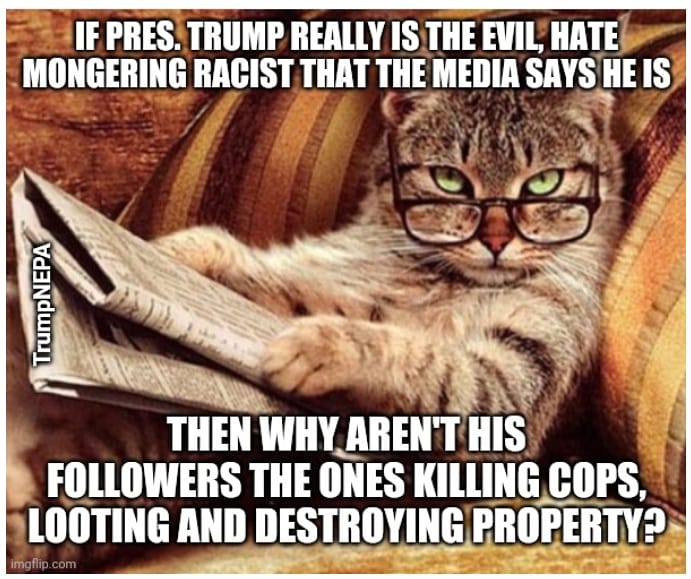 IF PRES. TRUMP REALLY IS THE EVIL, HATE
MONGERING RACIST THAT THE MEDIA SAYS HE IS
TrumpNEPA
THEN WHY AREN'T HIS
FOLLOWERS THE ONES KILLING COPS,
LOOTING AND DESTROYING PROPERTY?
imgflip.com